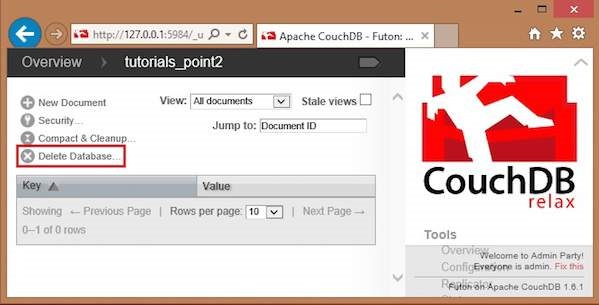 http://127.0.0.1:5984/_u
Apache CouchDB - Futon: ...
Overview
tutorials_point2
New Document
View: All documents
Stale views
Security...
Jump to: Document ID
Compact & Cleanup...
Delete Database...
Key
Value
Showing ← Previous Page | Rows per page: 10 | Next Page →
0–1 of 0 rows
CouchDB
relax
Tools
Overview
Configuration
Replicator
Welcome to Admin Party!
Everyone is admin. Fix this
Futon on Apache CouchDB 1.6.1